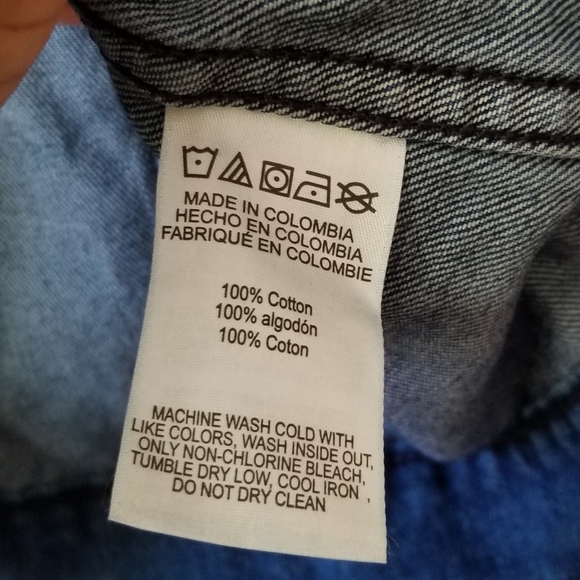 MADE IN COLOMBIA
HECHO EN COLOMBIA
FABRIQUÉ EN COLOMBIE
100% Cotton
100% algodón
100% Coton
MACHINE WASH COLD WITH
LIKE COLORS, WASH INSIDE OUT,
ONLY NON-CHLORINE BLEACH,
TUMBLE DRY LOW, COOL IRON ,
DO NOT DRY CLEAN